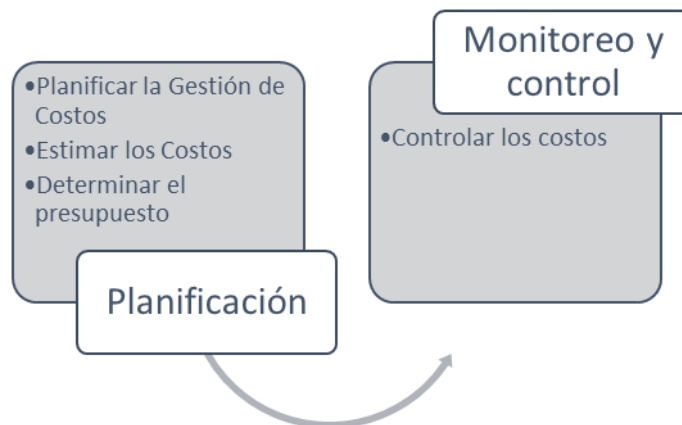 •Planificar la Gestión de
Costos
•Estimar los Costos
•Determinar el
presupuesto
Planificación
Monitoreo y
control
•Controlar los costos